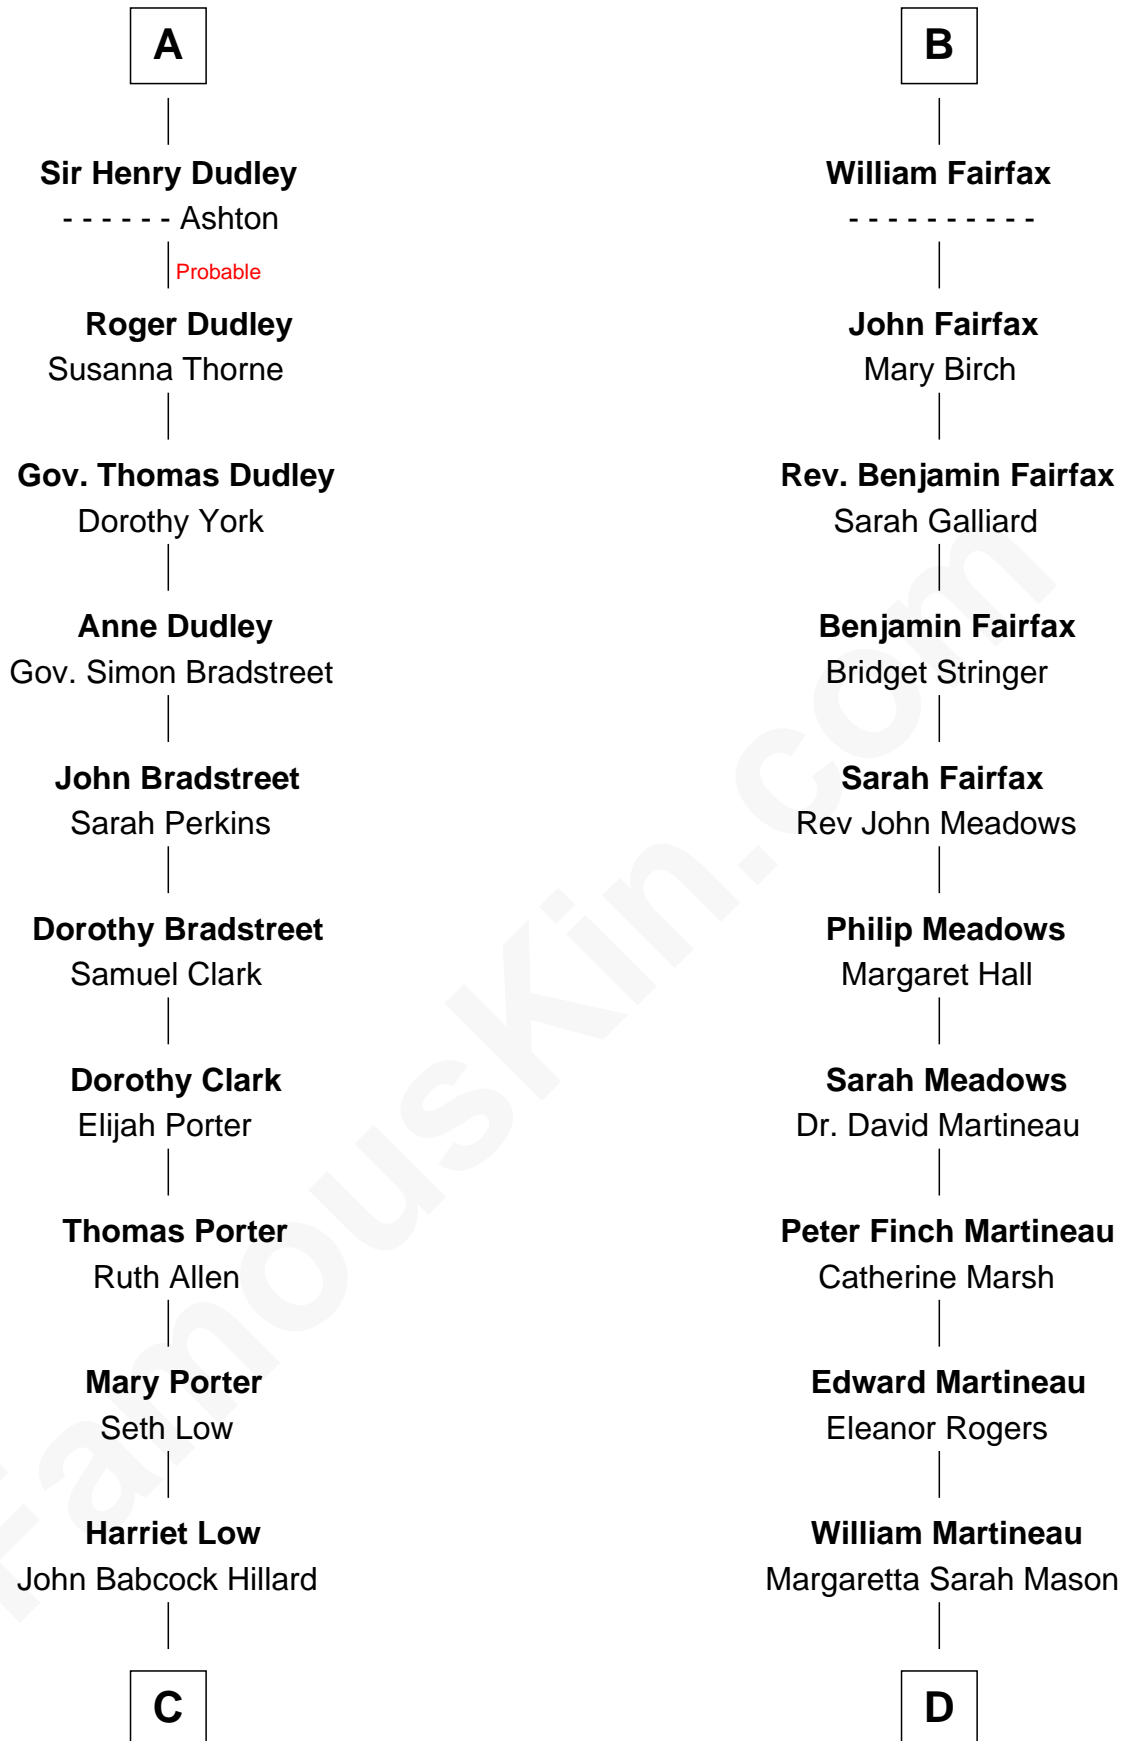 A
Sir Henry Dudley
- - - - - - Ashton
Probable
Roger Dudley
Susanna Thorne
Gov. Thomas Dudley
Dorothy York
Anne Dudley
Gov. Simon Bradstreet
John Bradstreet
Sarah Perkins
Dorothy Bradstreet
Samuel Clark
Dorothy Clark
Elijah Porter
Thomas Porter
Ruth Allen
Mary Porter
Seth Low
Harriet Low
John Babcock Hillard
C
B
William Fairfax
- - - - - - - - - -
John Fairfax
Mary Birch
Rev. Benjamin Fairfax
Sarah Galliard
Benjamin Fairfax
Bridget Stringer
Sarah Fairfax
Rev John Meadows
Philip Meadows
Margaret Hall
Sarah Meadows
Dr. David Martineau
Peter Finch Martineau
Catherine Marsh
Edward Martineau
Eleanor Rogers
William Martineau
Margaretta Sarah Mason
D
FamousKin.com